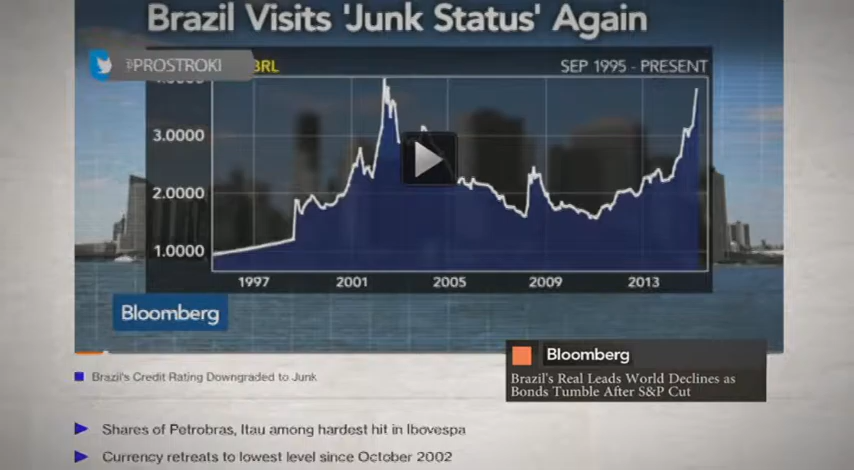 Brazil Visits 'Junk Status' Again
PROSTROKI
BRL
SEP 1995 - PRESENT
3.0000
2.0000
1.0000
1997
2001
2005
2009
2013
Bloomberg
Bloomberg
Brazil's Real Leads World Declines as
Bonds Tumble After S&P Cut
Brazil's Credit Rating Downgraded to Junk
Shares of Petrobras, Itau among hardest hit in Ibovespa
Currency retreats to lowest level since October 2002